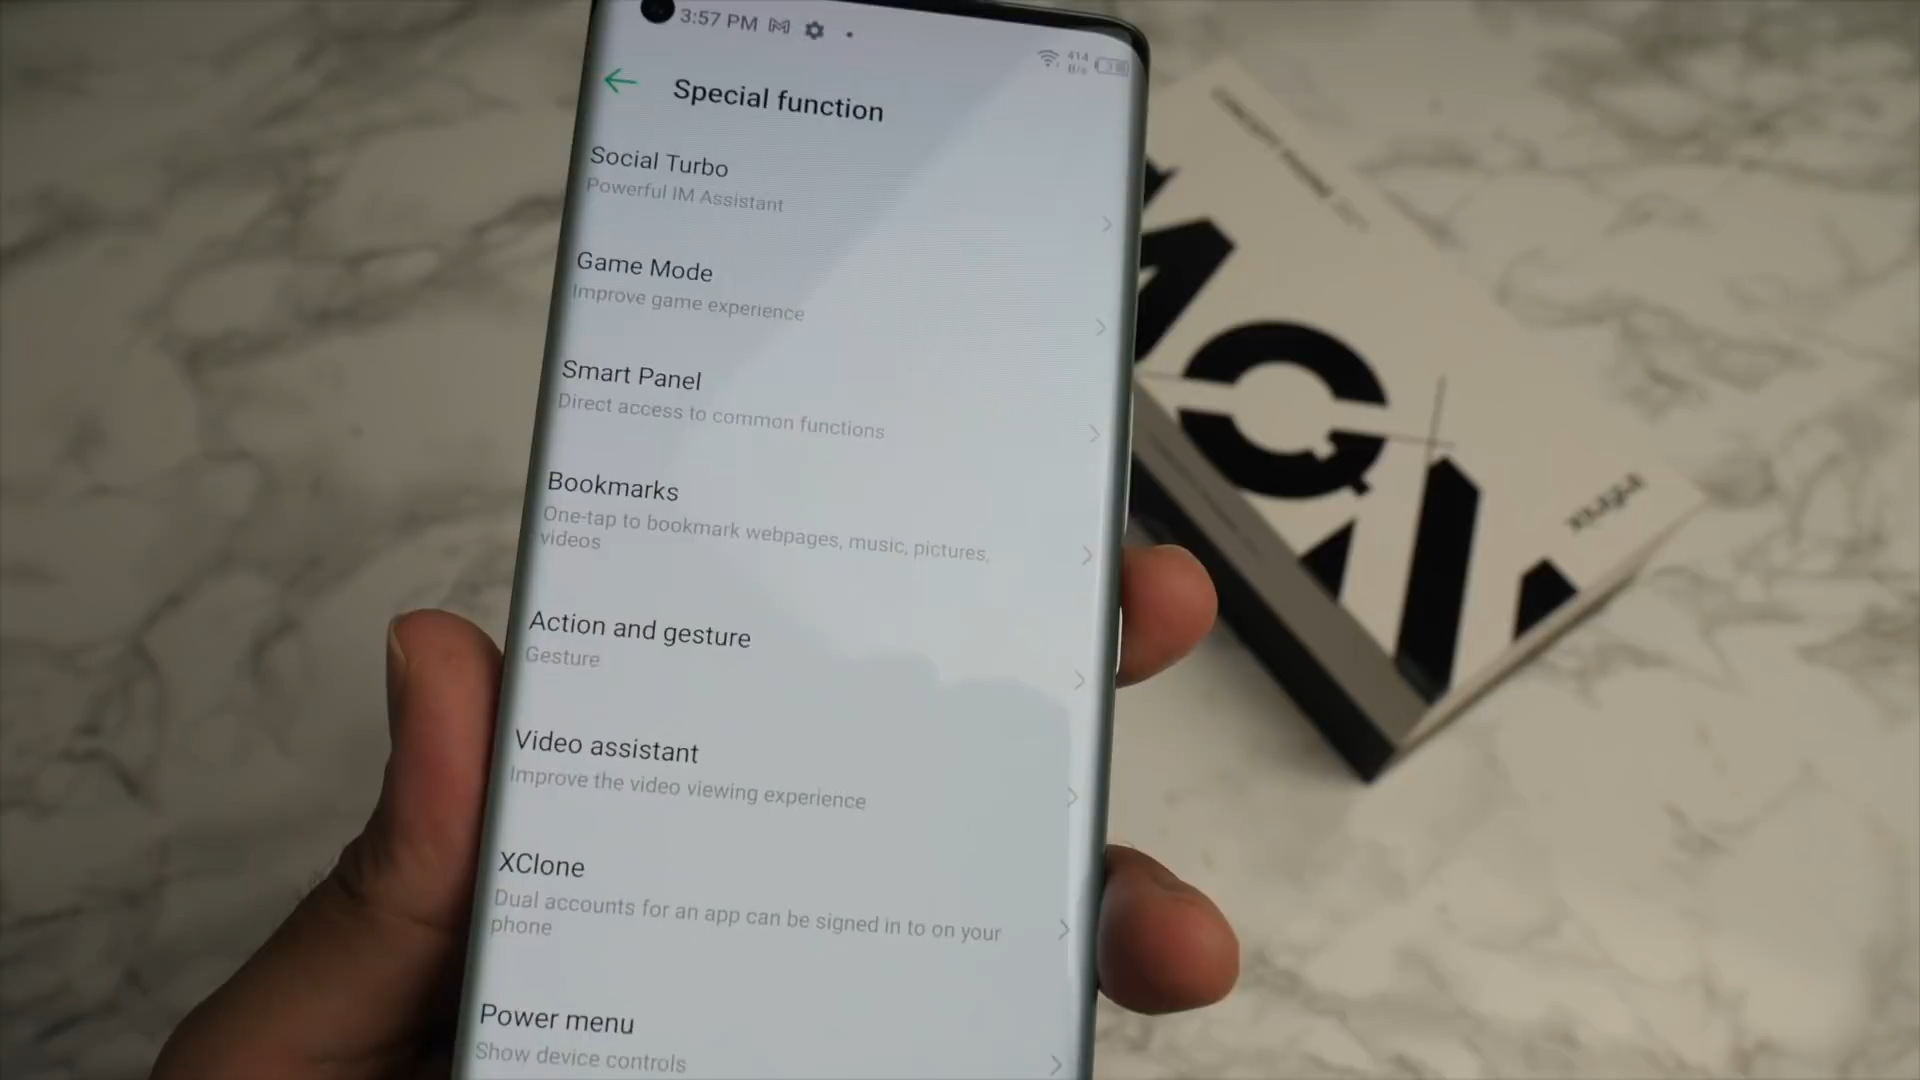 3:57 PM
414
B/s
Special function
Social Turbo
Powerful IM Assistant
Game Mode
Improve game experience
Smart Panel
Direct access to common functions
Bookmarks
One-tap to bookmark webpages, music, pictures,
videos
Action and gesture
Gesture
Video assistant
Improve the video viewing experience
XClone
Dual accounts for an app can be signed in to on your
phone
Power menu
Show device controls
Infinix